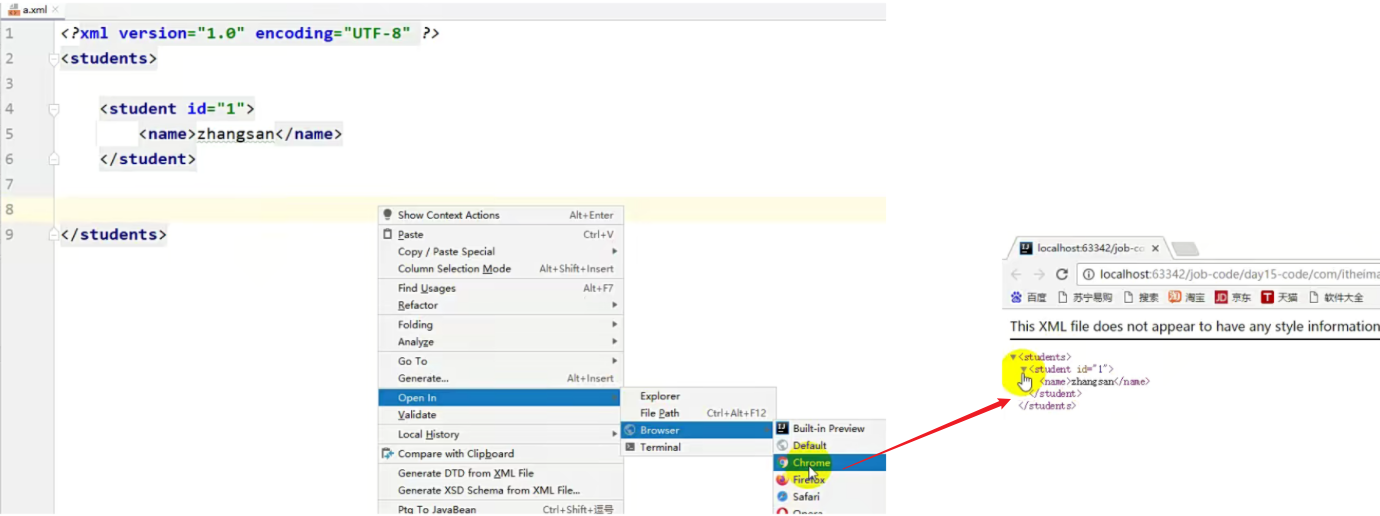 a.xml
1 <?xml version="1.0" encoding="UTF-8" ?>
2 <students>
3
4 <student id="1">
5 <name>zhangsan</name>
6 </student>
7
8
9 </students>
Show Context Actions Alt+Enter
Paste Ctrl+V
Copy / Paste Special
Column Selection Mode Alt+Shift+Insert
Find Usages Alt+F7
Refactor
Folding
Analyze
Go To
Generate... Alt+Insert
Open In
Validate
Local History
Compare with Clipboard
Generate DTD from XML File
Generate XSD Schema from XML File...
Ptg To JavaBean Ctrl+Shift+逗号
Explorer
File Path Ctrl+Alt+F12
Browser
Terminal
Built-in Preview
Default
Chrome
Firefox
Safari
Opera
localhost:63342/job-co
localhost:63342/job-code/day15-code/com/itheima
百度 苏宁易购 搜索 淘宝 JD 京东 T 天猫 软件大全
This XML file does not appear to have any style information
<students>
<student id="1">
<name>zhangsan</name>
</student>
</students>